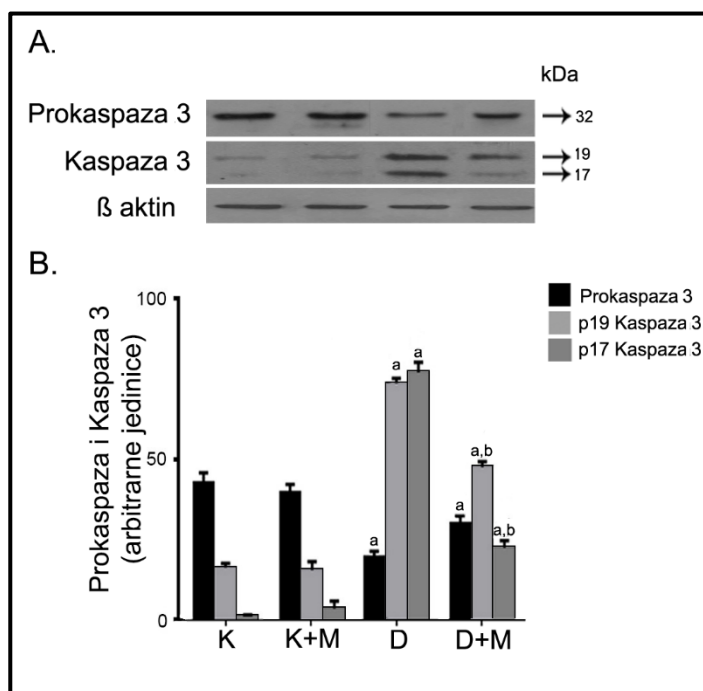 A.
kDa
Prokaspaza 3
→ 32
Kaspaza 3
→ 19
→ 17
ß aktin
B.
Prokaspaza i Kaspaza 3
(arbitrarne jedinice)
100
50
0
Prokaspaza 3
p19 Kaspaza 3
p17 Kaspaza 3
a
a
a
a
a,b
a,b
K
K+M
D
D+M